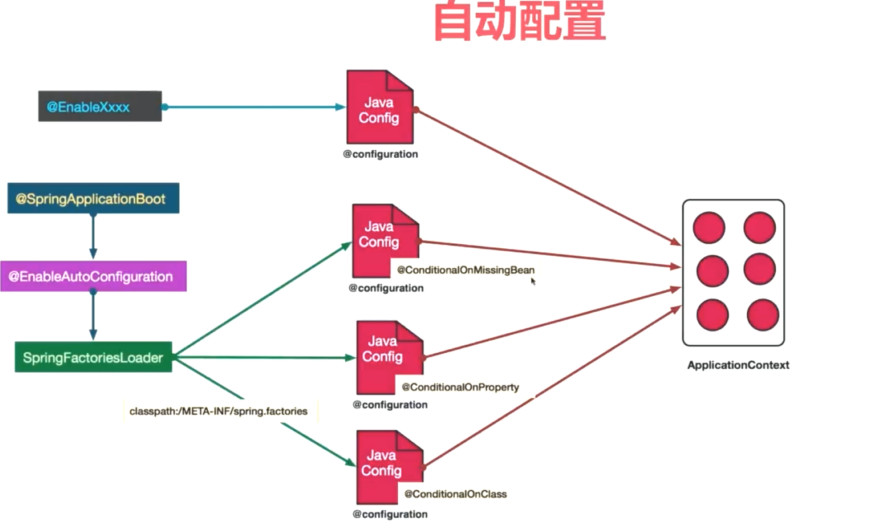 自动配置
@EnableXxxx
Java
Config
@configuration
@SpringApplicationBoot
Java
Config
@ConditionalOnMissingBean
@configuration
@EnableAutoConfiguration
SpringFactoriesLoader
Java
Config
@ConditionalOnProperty
@configuration
classpath:/META-INF/spring.factories
Java
Config
@ConditionalOnClass
@configuration
ApplicationContext